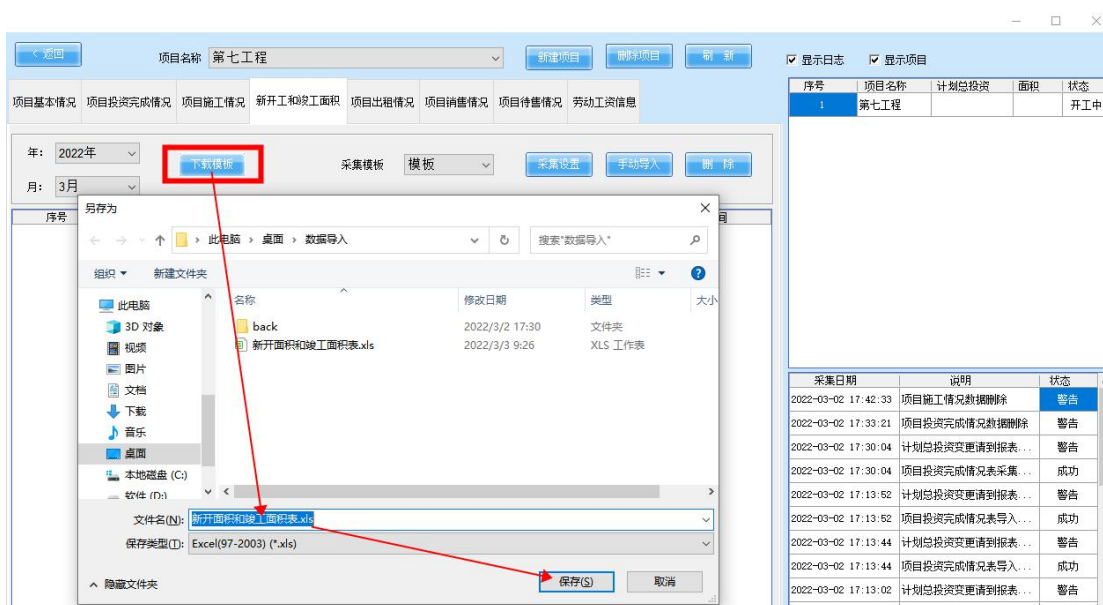 < 返回 项目名称 第七工程 新建项目 删除项目 刷 新 显示日志 显示项目
项目基本情况 项目投资完成情况 项目施工情况 新开工和竣工面积 项目出租情况 项目销售情况 项目待售情况 劳动工资信息
序号 项目名称 计划总投资 面积 状态
1 第七工程 开工中
年: 2022年 下载模板 采集模板 模板 采集设置 手动导入 删 除
月: 3月
序号 间
另存为
此电脑 › 桌面 › 数据导入 搜索"数据导入"
组织 新建文件夹
名称 修改日期 类型 大小
back 2022/3/2 17:30 文件夹
新开面积和竣工面积表.xls 2022/3/3 9:26 XLS 工作表
此电脑
3D 对象
视频
图片
文档
下载
音乐
桌面
本地磁盘 (C:)
软件 (D:)
文件名(N): 新开面积和竣工面积表.xls
保存类型(T): Excel(97-2003) (*.xls)
隐藏文件夹 保存(S) 取消
采集日期 说明 状态
2022-03-02 17:42:33 项目施工情况数据删除 警告
2022-03-02 17:33:21 项目投资完成情况数据删除 警告
2022-03-02 17:30:04 计划总投资变更请到报表... 警告
2022-03-02 17:30:04 项目投资完成情况表采集... 成功
2022-03-02 17:13:52 计划总投资变更请到报表... 警告
2022-03-02 17:13:52 项目投资完成情况表导入... 成功
2022-03-02 17:13:44 计划总投资变更请到报表... 警告
2022-03-02 17:13:44 项目投资完成情况表导入... 成功
2022-03-02 17:13:02 计划总投资变更请到报表... 警告